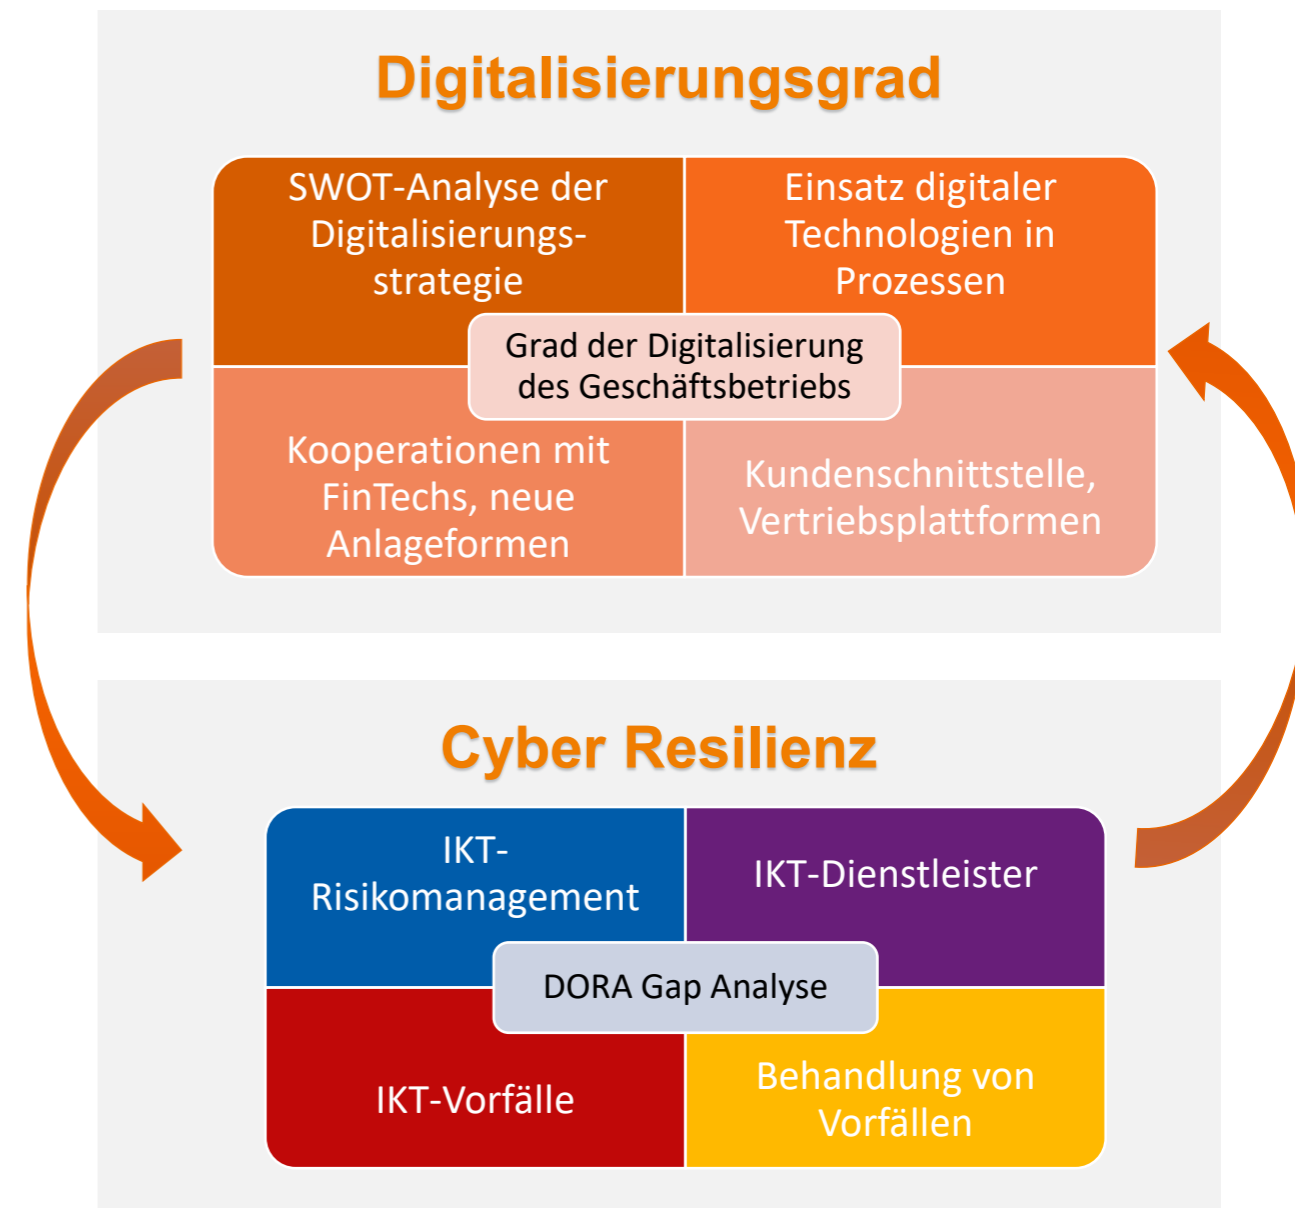 Digitalisierungsgrad
SWOT-Analyse der
Digitalisierungs-
strategie
Einsatz digitaler
Technologien in
Prozessen
Grad der Digitalisierung
des Geschäftsbetriebs
Kooperationen mit
FinTechs, neue
Anlageformen
Kundenschnittstelle,
Vertriebsplattformen
Cyber Resilienz
IKT-
Risikomanagement
IKT-Dienstleister
DORA Gap Analyse
IKT-Vorfälle
Behandlung von
Vorfällen